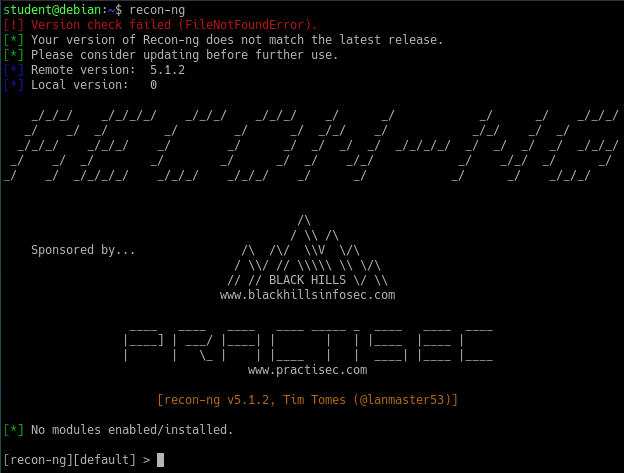 student@debian:~$ recon-ng
[!] Version check failed (FileNotFoundError).
[*] Your version of Recon-ng does not match the latest release.
[*] Please consider updating before further use.
[*] Remote version:  5.1.2
[*] Local version:   0
RECON-NG
Sponsored by...
BLACK HILLS
www.blackhillsinfosec.com
PRACTISEC
www.practisec.com
[recon-ng v5.1.2, Tim Tomes (@lanmaster53)]
[*] No modules enabled/installed.
[recon-ng][default] >